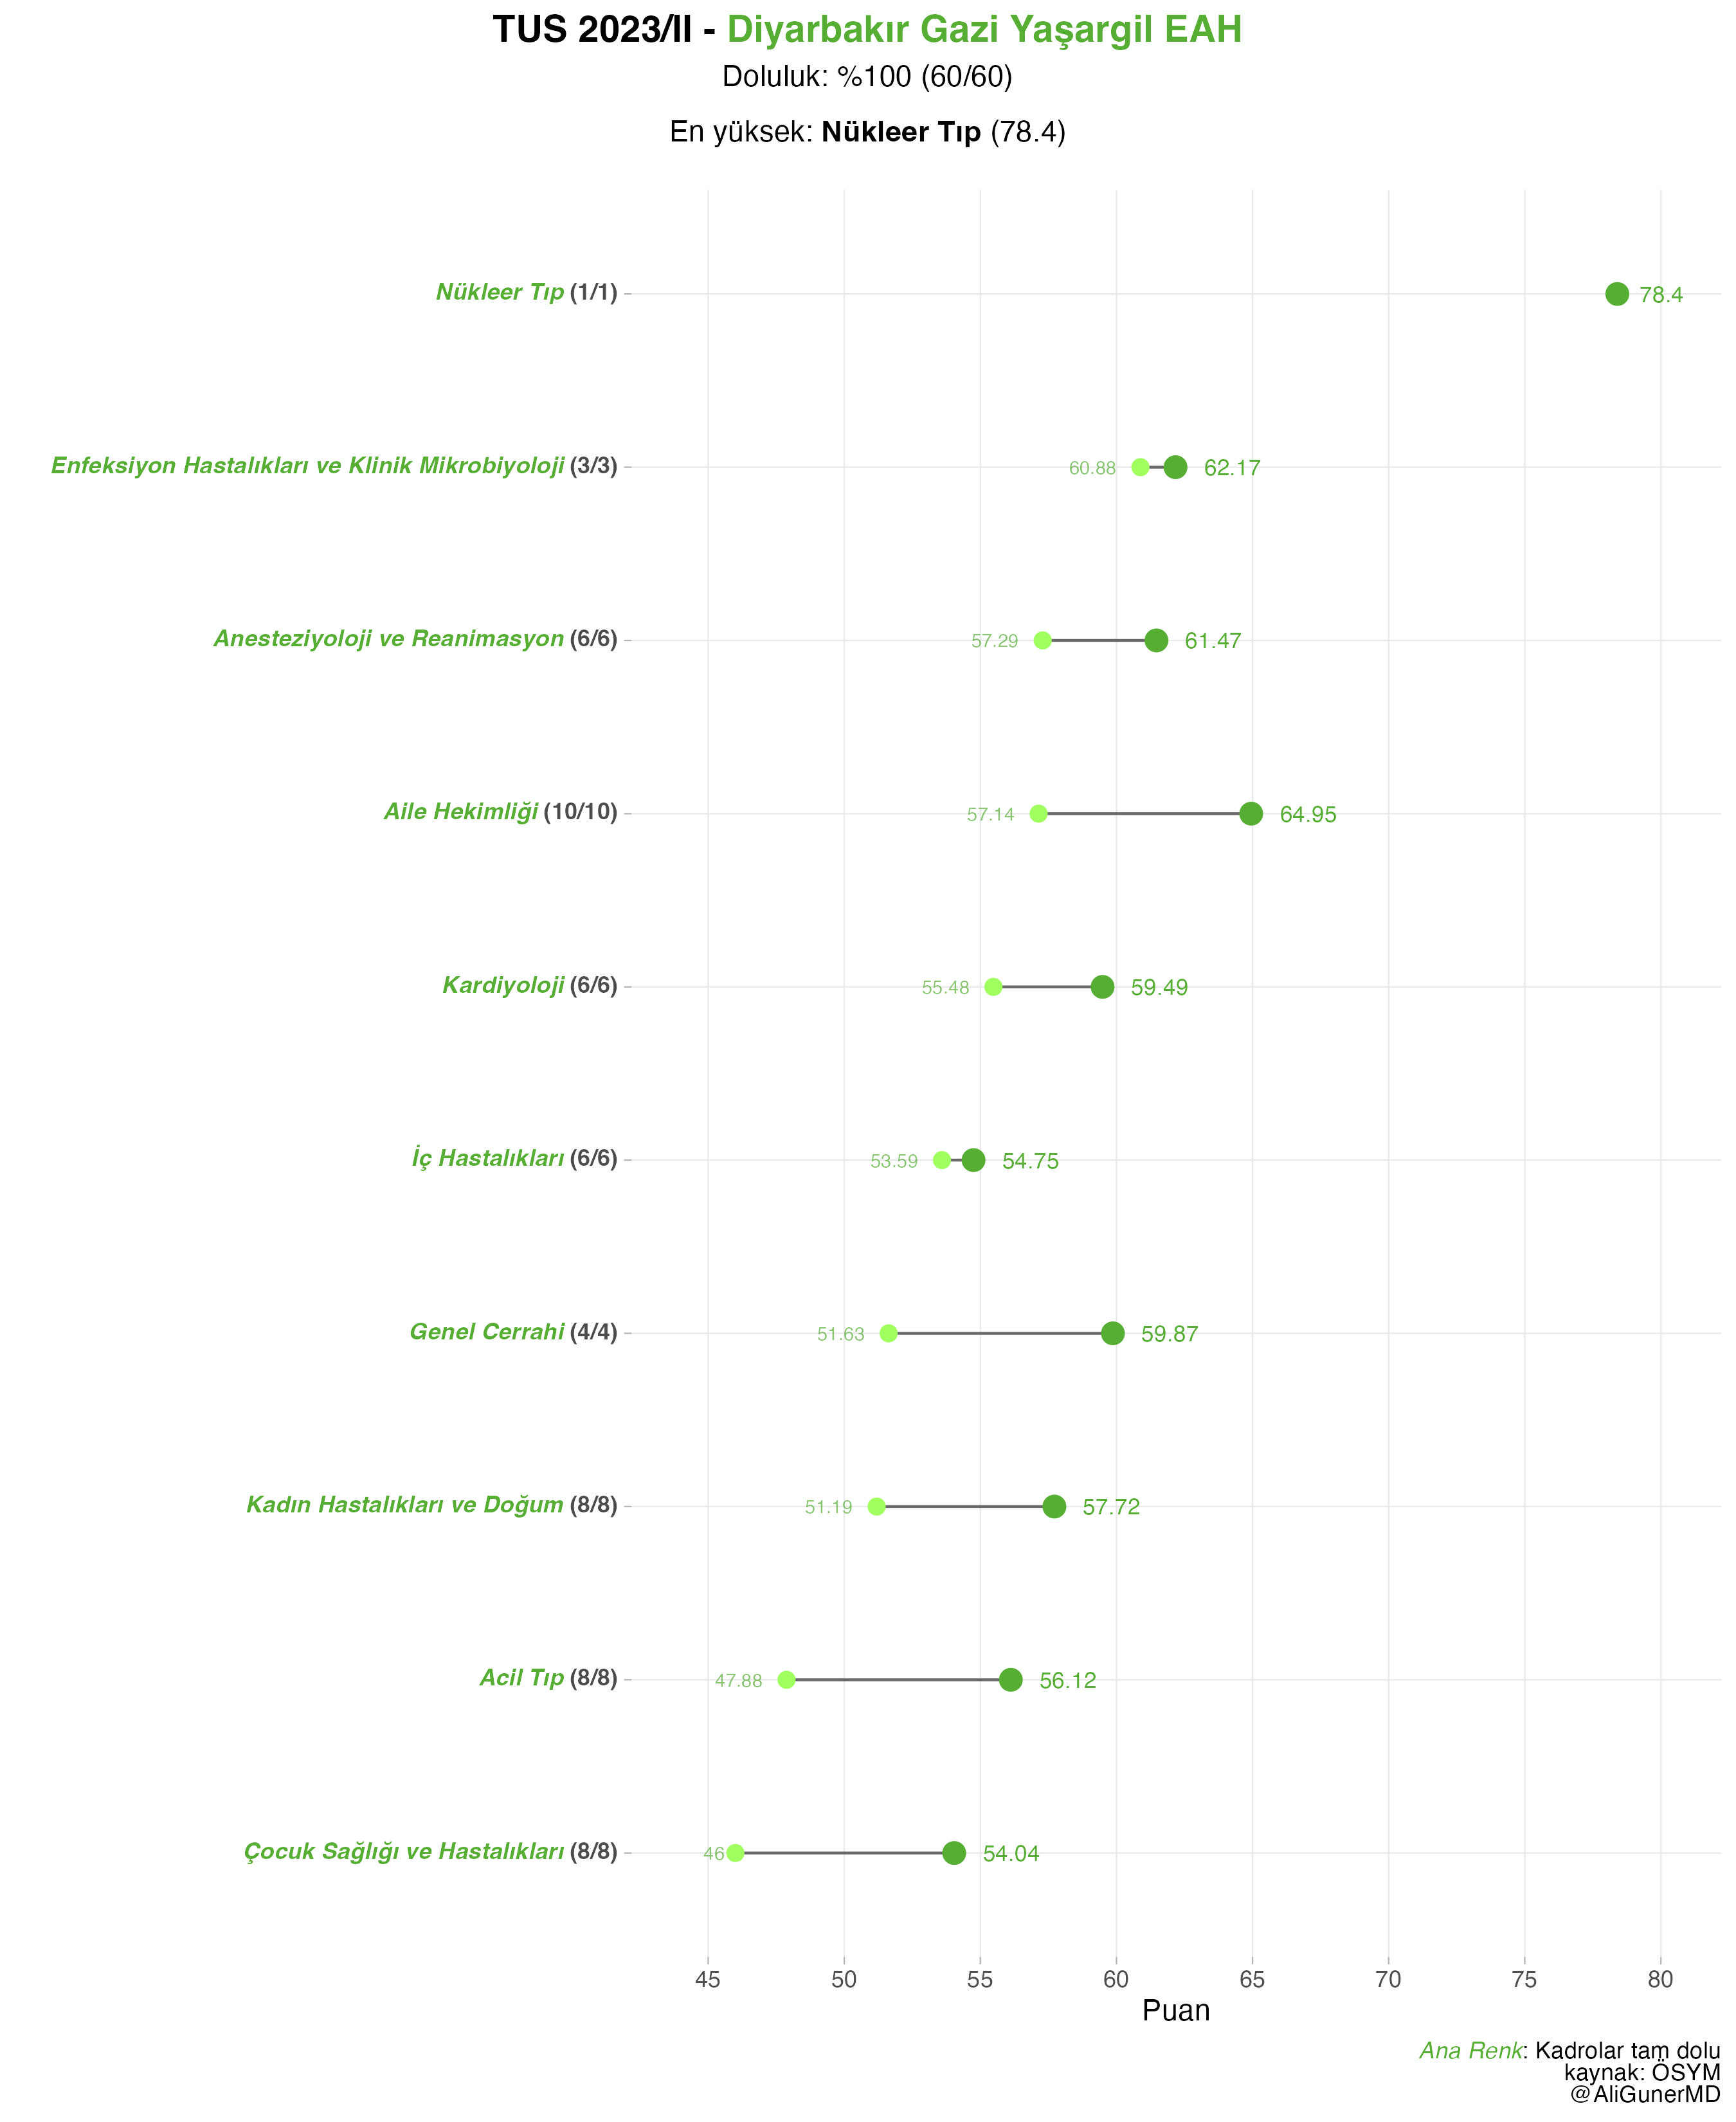 TUS 2023/II - Diyarbakır Gazi Yaşargil EAH
Doluluk: %100 (60/60)
En yüksek: Nükleer Tıp (78.4)
Nükleer Tıp (1/1) 78.4
Enfeksiyon Hastalıkları ve Klinik Mikrobiyoloji (3/3) 60.88 62.17
Anesteziyoloji ve Reanimasyon (6/6) 57.29 61.47
Aile Hekimliği (10/10) 57.14 64.95
Kardiyoloji (6/6) 55.48 59.49
İç Hastalıkları (6/6) 53.59 54.75
Genel Cerrahi (4/4) 51.63 59.87
Kadın Hastalıkları ve Doğum (8/8) 51.19 57.72
Acil Tıp (8/8) 47.88 56.12
Çocuk Sağlığı ve Hastalıkları (8/8) 46 54.04
45 50 55 60 65 70 75 80
Puan
Ana Renk: Kadrolar tam dolu
kaynak: ÖSYM
@AliGunerMD